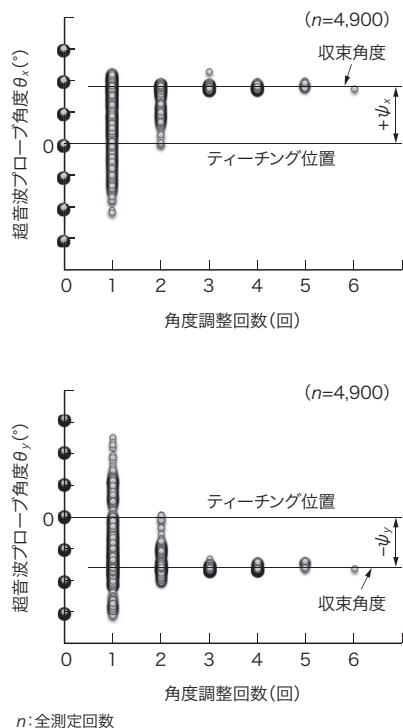 (n=4,900)
収束角度
超音波プローブ角度θx(°)
+ψx
0
ティーチング位置
0 1 2 3 4 5 6
角度調整回数(回)
(n=4,900)
超音波プローブ角度θy(°)
ティーチング位置
0
-ψy
収束角度
0 1 2 3 4 5 6
角度調整回数(回)
n:全測定回数